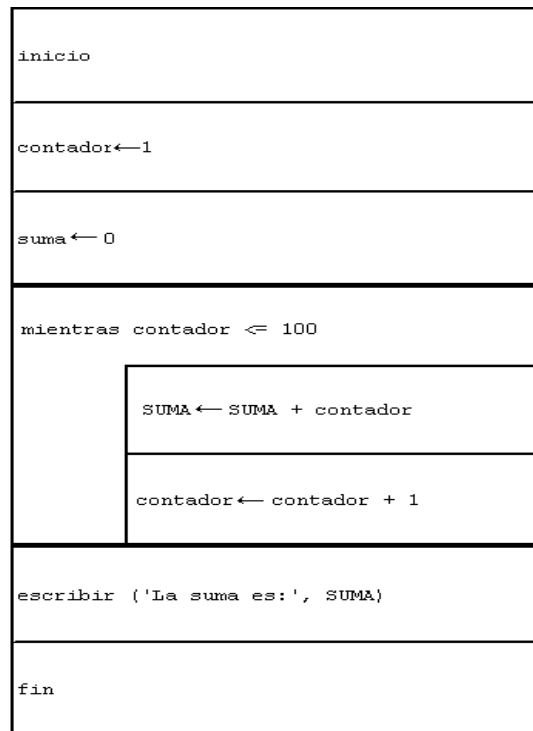 inicio
contador←1
suma← 0
mientras contador <= 100
SUMA← SUMA + contador
contador← contador + 1
escribir ('La suma es:', SUMA)
fin